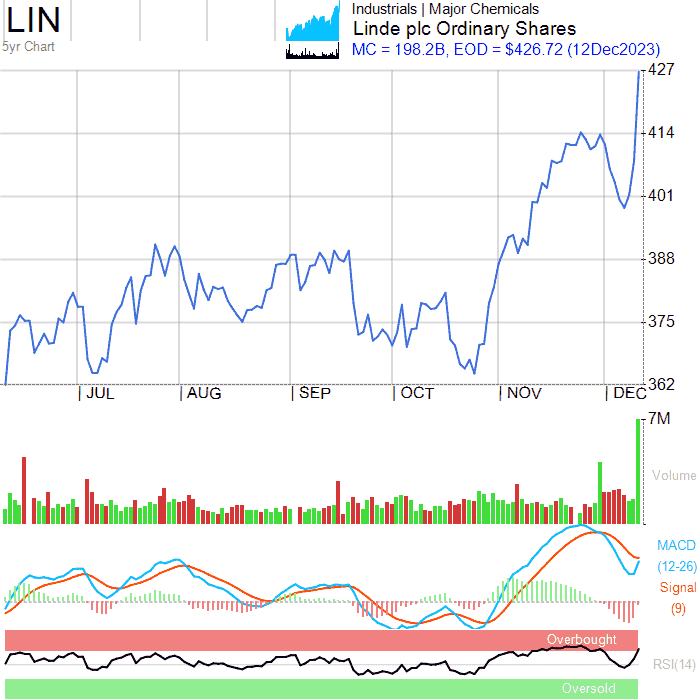 LIN
5yr Chart
Industrials | Major Chemicals
Linde plc Ordinary Shares
MC = 198.2B, EOD = $426.72 (12Dec2023)
427
414
401
388
375
362
| JUL | AUG | SEP | OCT | NOV | DEC
7M
Volume
MACD
(12-26)
Signal
(9)
Overbought
RSI(14)
Oversold